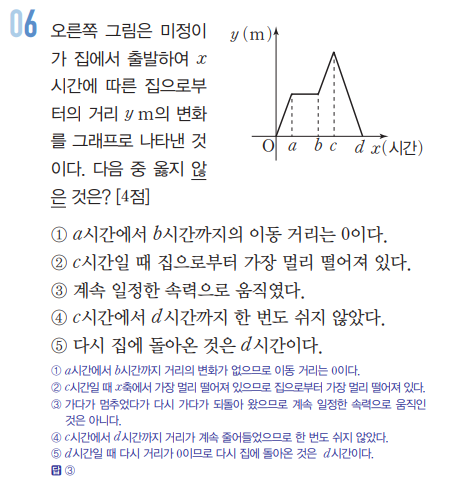 06
오른쪽 그림은 미정이
가 집에서 출발하여 x
시간에 따른 집으로부
터의 거리 y m의 변화
를 그래프로 나타낸 것
이다. 다음 중 옳지 않
은 것은? [4점]
y(m)
O a b c d x(시간)
① a시간에서 b시간까지의 이동 거리는 0이다.
② c시간일 때 집으로부터 가장 멀리 떨어져 있다.
③ 계속 일정한 속력으로 움직였다.
④ c시간에서 d시간까지 한 번도 쉬지 않았다.
⑤ 다시 집에 돌아온 것은 d시간이다.
① a시간에서 b시간까지 거리의 변화가 없으므로 이동 거리는 0이다.
② c시간일 때 x축에서 가장 멀리 떨어져 있으므로 집으로부터 가장 멀리 떨어져 있다.
③ 가다가 멈추었다가 다시 가다가 되돌아 왔으므로 계속 일정한 속력으로 움직인
것은 아니다.
④ c시간에서 d시간까지 거리가 계속 줄어들었으므로 한 번도 쉬지 않았다.
⑤ d시간일 때 다시 거리가 0이므로 다시 집에 돌아온 것은 d시간이다.
답 ③